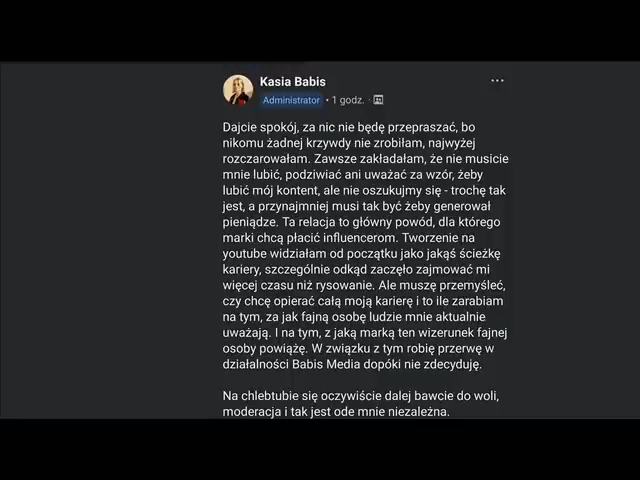 Kasia Babis
Administrator • 1 godz. ·
Dajcie spokój, za nic nie będę przepraszać, bo
nikomu żadnej krzywdy nie zrobiłam, najwyżej
rozczarowałam. Zawsze zakładałam, że nie musicie
mnie lubić, podziwiać ani uważać za wzór, żeby
lubić mój kontent, ale nie oszukujmy się - trochę tak
jest, a przynajmniej musi tak być żeby generował
pieniądze. Ta relacja to główny powód, dla którego
marki chcą płacić influencerom. Tworzenie na
youtube widziałam od początku jako jakąś ścieżkę
kariery, szczególnie odkąd zaczęło zajmować mi
więcej czasu niż rysowanie. Ale muszę przemyśleć,
czy chcę opierać całą moją karierę i to ile zarabiam
na tym, za jak fajną osobę ludzie mnie aktualnie
uważają. I na tym, z jaką marką ten wizerunek fajnej
osoby powiążę. W związku z tym robię przerwę w
działalności Babis Media dopóki nie zdecyduję.
Na chlebtubie się oczywiście dalej bawcie do woli,
moderacja i tak jest ode mnie niezależna.